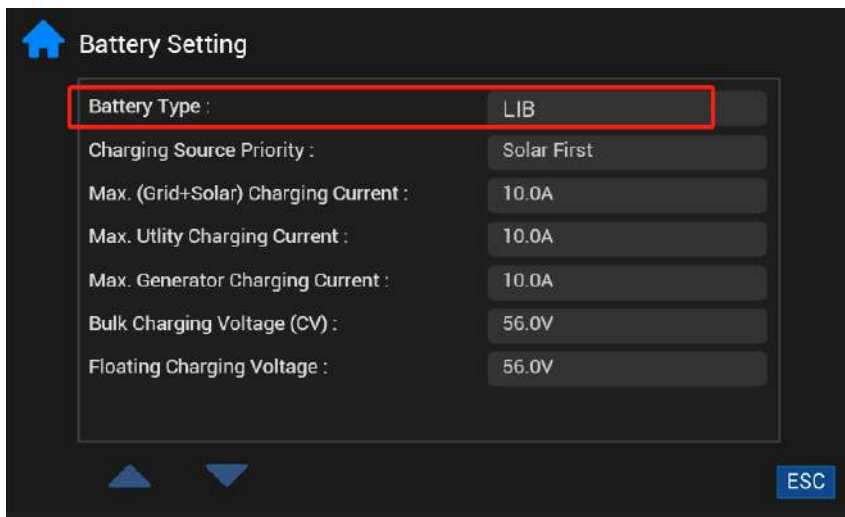 Battery Setting
Battery Type : LIB
Charging Source Priority : Solar First
Max. (Grid+Solar) Charging Current : 10.0A
Max. Utlity Charging Current : 10.0A
Max. Generator Charging Current : 10.0A
Bulk Charging Voltage (CV) : 56.0V
Floating Charging Voltage : 56.0V
ESC